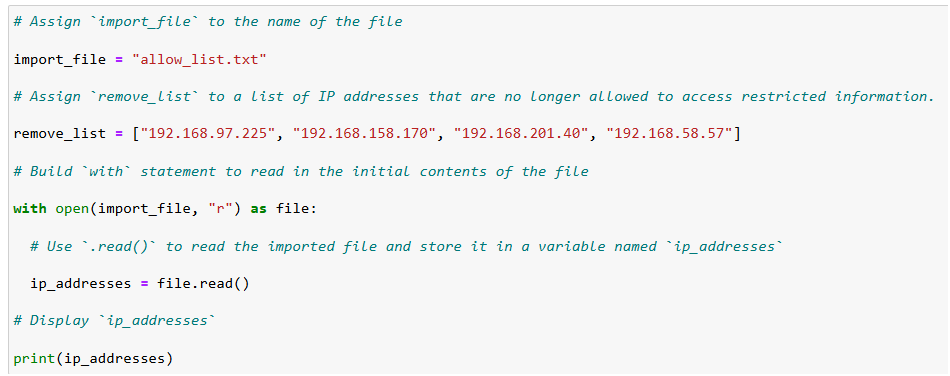 # Assign `import_file` to the name of the file
import_file = "allow_list.txt"
# Assign `remove_list` to a list of IP addresses that are no longer allowed to access restricted information.
remove_list = ["192.168.97.225", "192.168.158.170", "192.168.201.40", "192.168.58.57"]
# Build `with` statement to read in the initial contents of the file
with open(import_file, "r") as file:
  # Use `.read()` to read the imported file and store it in a variable named `ip_addresses`
  ip_addresses = file.read()
# Display `ip_addresses`
print(ip_addresses)